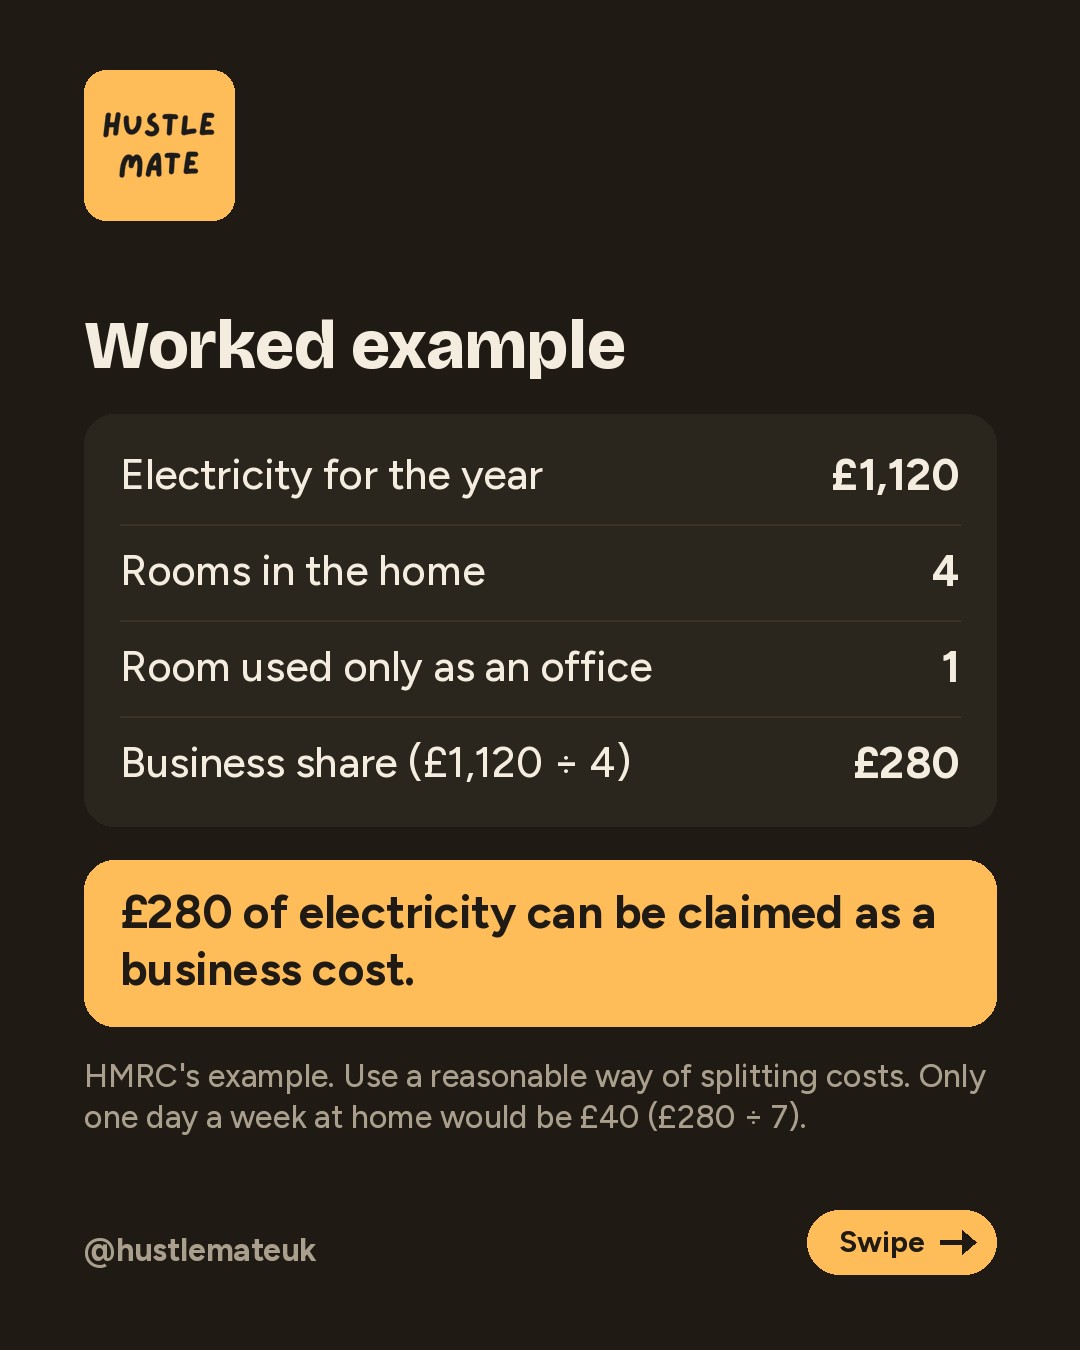 HUSTLE
MATE
Worked example
Electricity for the year £1,120
Rooms in the home 4
Room used only as an office 1
Business share (£1,120 ÷ 4) £280
£280 of electricity can be claimed as a
business cost.
HMRC's example. Use a reasonable way of splitting costs. Only
one day a week at home would be £40 (£280 ÷ 7).
@hustlemateuk
Swipe →